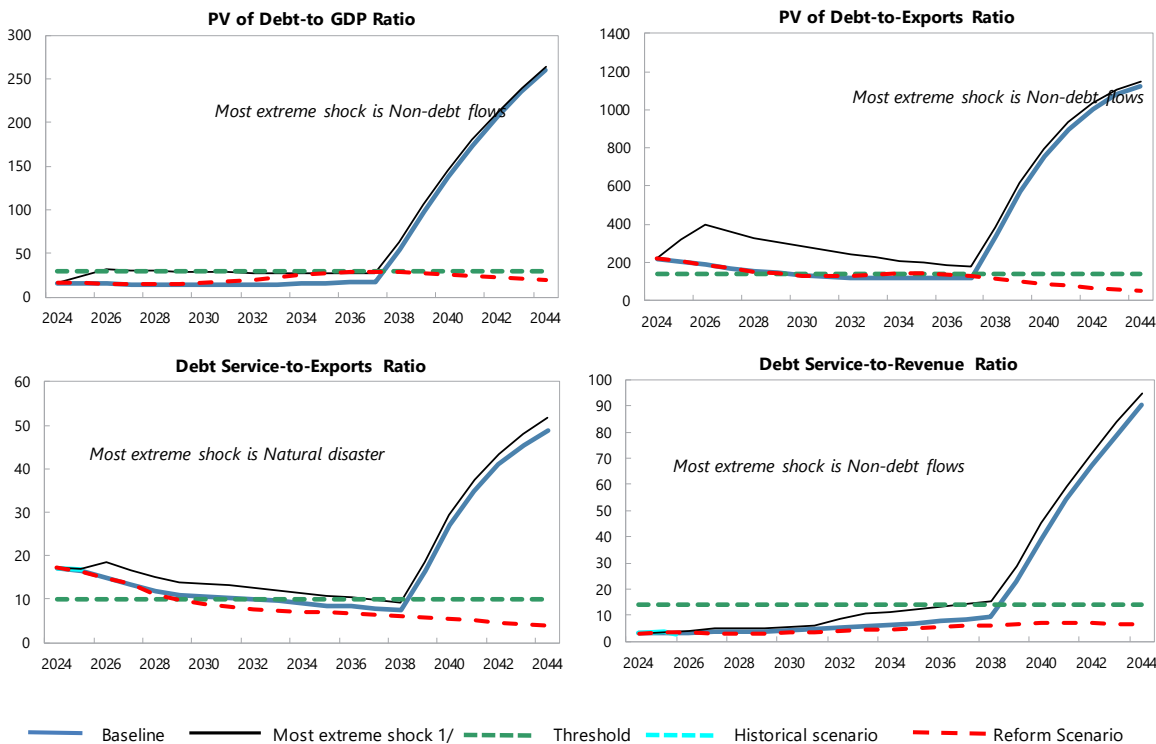 PV of Debt-to GDP Ratio
300
250
200
150
100
50
0
Most extreme shock is Non-debt flows
2024 2026 2028 2030 2032 2034 2036 2038 2040 2042 2044
PV of Debt-to-Exports Ratio
1400
1200
1000
800
600
400
200
0
Most extreme shock is Non-debt flows
2024 2026 2028 2030 2032 2034 2036 2038 2040 2042 2044
Debt Service-to-Exports Ratio
60
50
40
30
20
10
0
Most extreme shock is Natural disaster
2024 2026 2028 2030 2032 2034 2036 2038 2040 2042 2044
Debt Service-to-Revenue Ratio
100
90
80
70
60
50
40
30
20
10
0
Most extreme shock is Non-debt flows
2024 2026 2028 2030 2032 2034 2036 2038 2040 2042 2044
Baseline Most extreme shock 1/ Threshold Historical scenario Reform Scenario